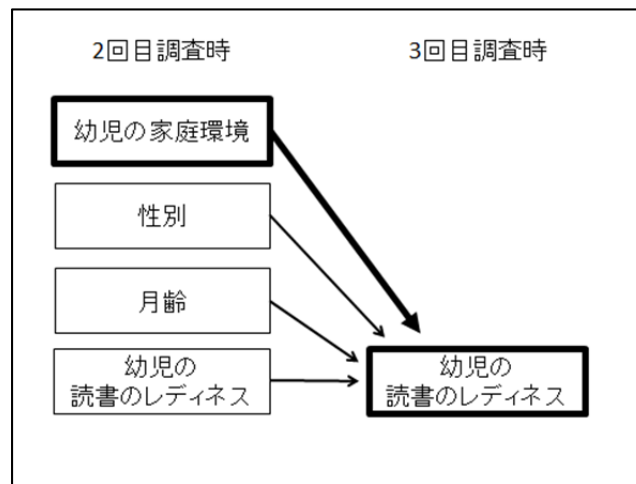 2回目調査時
3回目調査時
幼児の家庭環境
性別
月齢
幼児の
読書のレディネス
幼児の
読書のレディネス